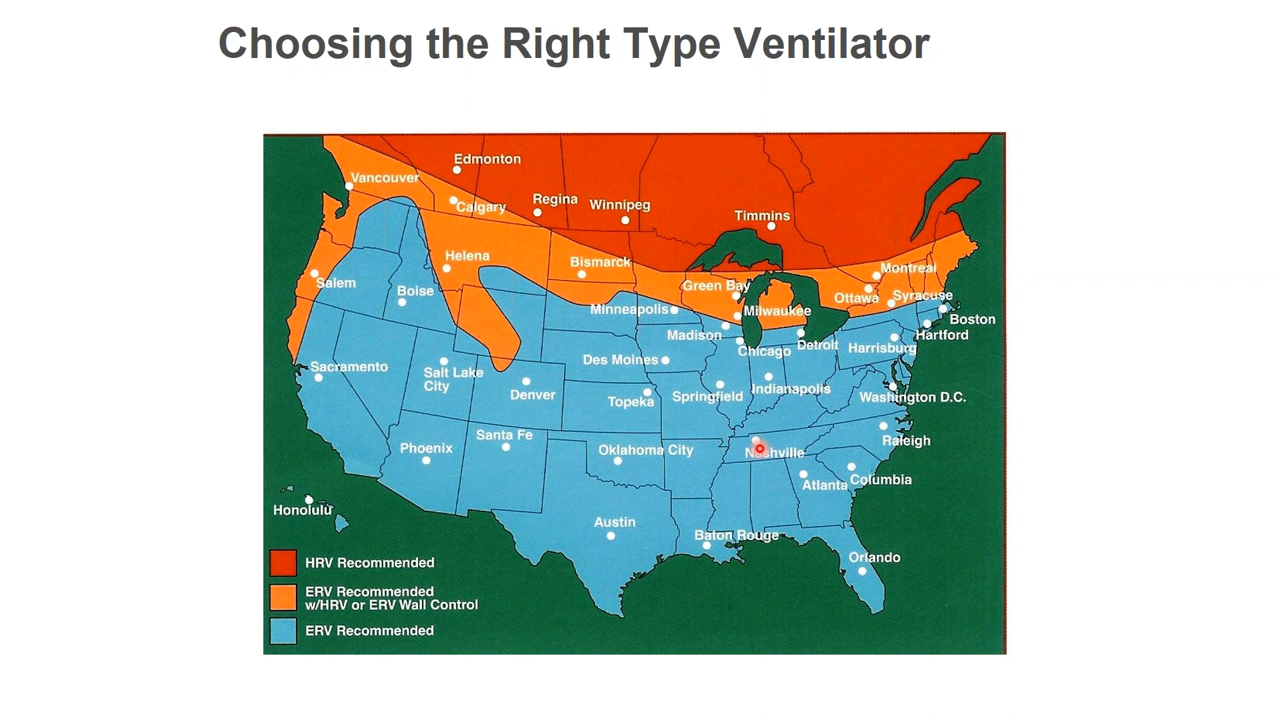 Choosing the Right Type Ventilator
Edmonton
Vancouver
Calgary
Regina
Winnipeg
Timmins
Helena
Bismarck
Montreal
Salem
Boise
Green Bay
Ottawa
Syracuse
Minneapolis
Milwaukee
Boston
Madison
Hartford
Chicago
Detroit
Harrisburg
Sacramento
Salt Lake
City
Des Moines
Denver
Topeka
Springfield
Indianapolis
Washington D.C.
Phoenix
Santa Fe
Oklahoma City
Nashville
Raleigh
Atlanta
Columbia
Honolulu
Austin
Baton Rouge
Orlando
HRV Recommended
ERV Recommended
w/HRV or ERV Wall Control
ERV Recommended